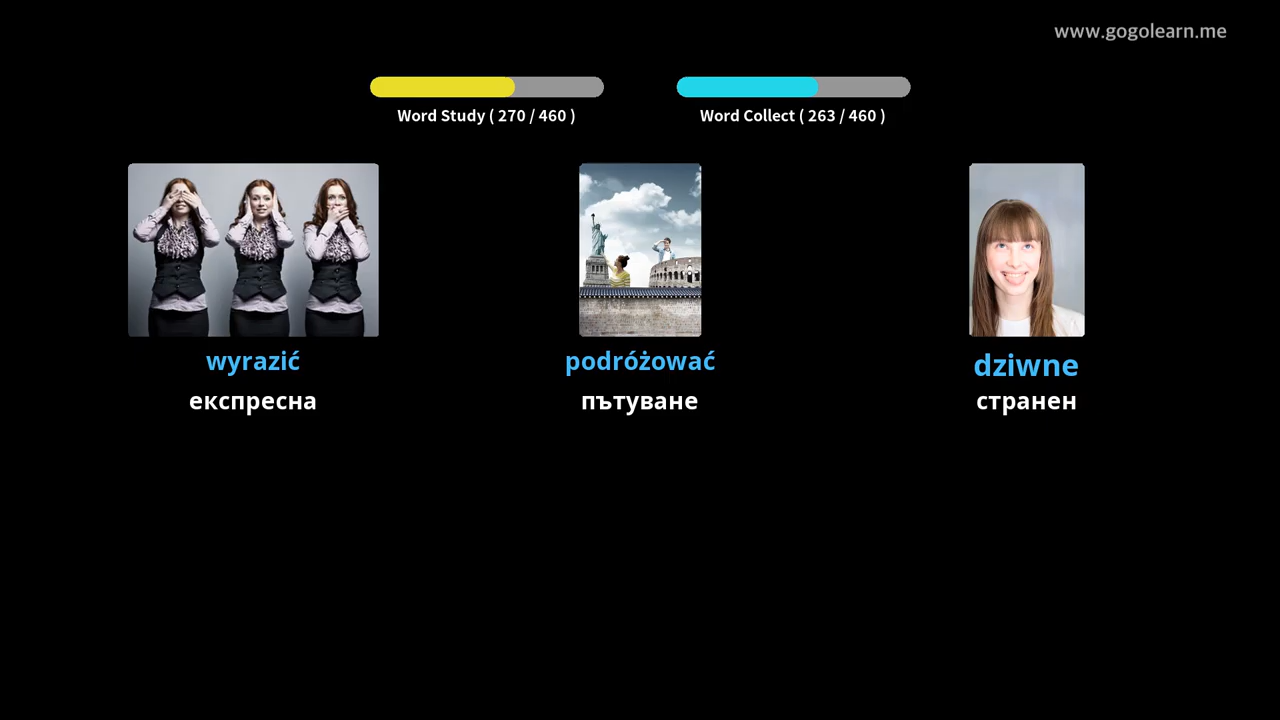 www.gogolearn.me
Word Study ( 270 / 460 )
Word Collect ( 263 / 460 )
wyrazić
експресна
podróżować
пътуване
dziwne
странен